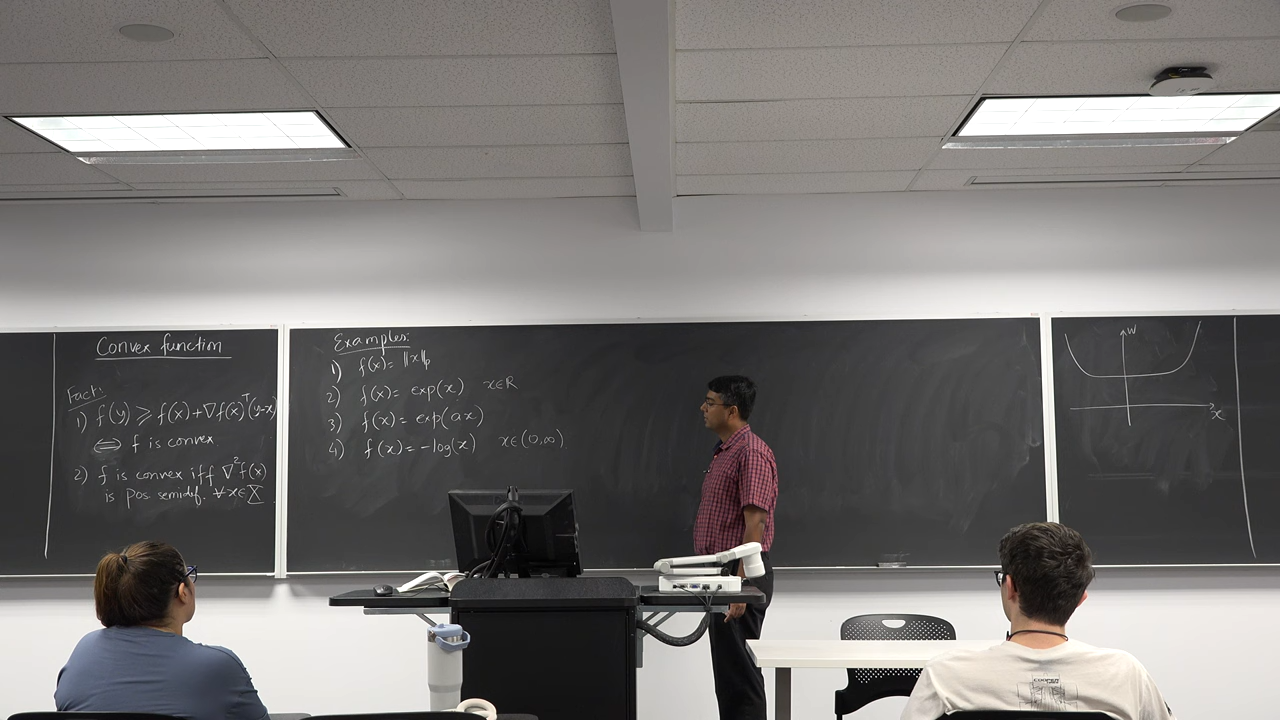 Convex function
Fact:
1) f(y) ≥ f(x) + ∇f(x)ᵀ(y-x)
⇔ f is convex
2) f is convex iff ∇²f(x)
is pos semidef. ∀x∈X
Examples:
1) f(x) = ‖x‖ₚ
2) f(x) = exp(x) x∈R
3) f(x) = exp(ax)
4) f(x) = -log(x) x∈(0,∞)
w
x
COOPER